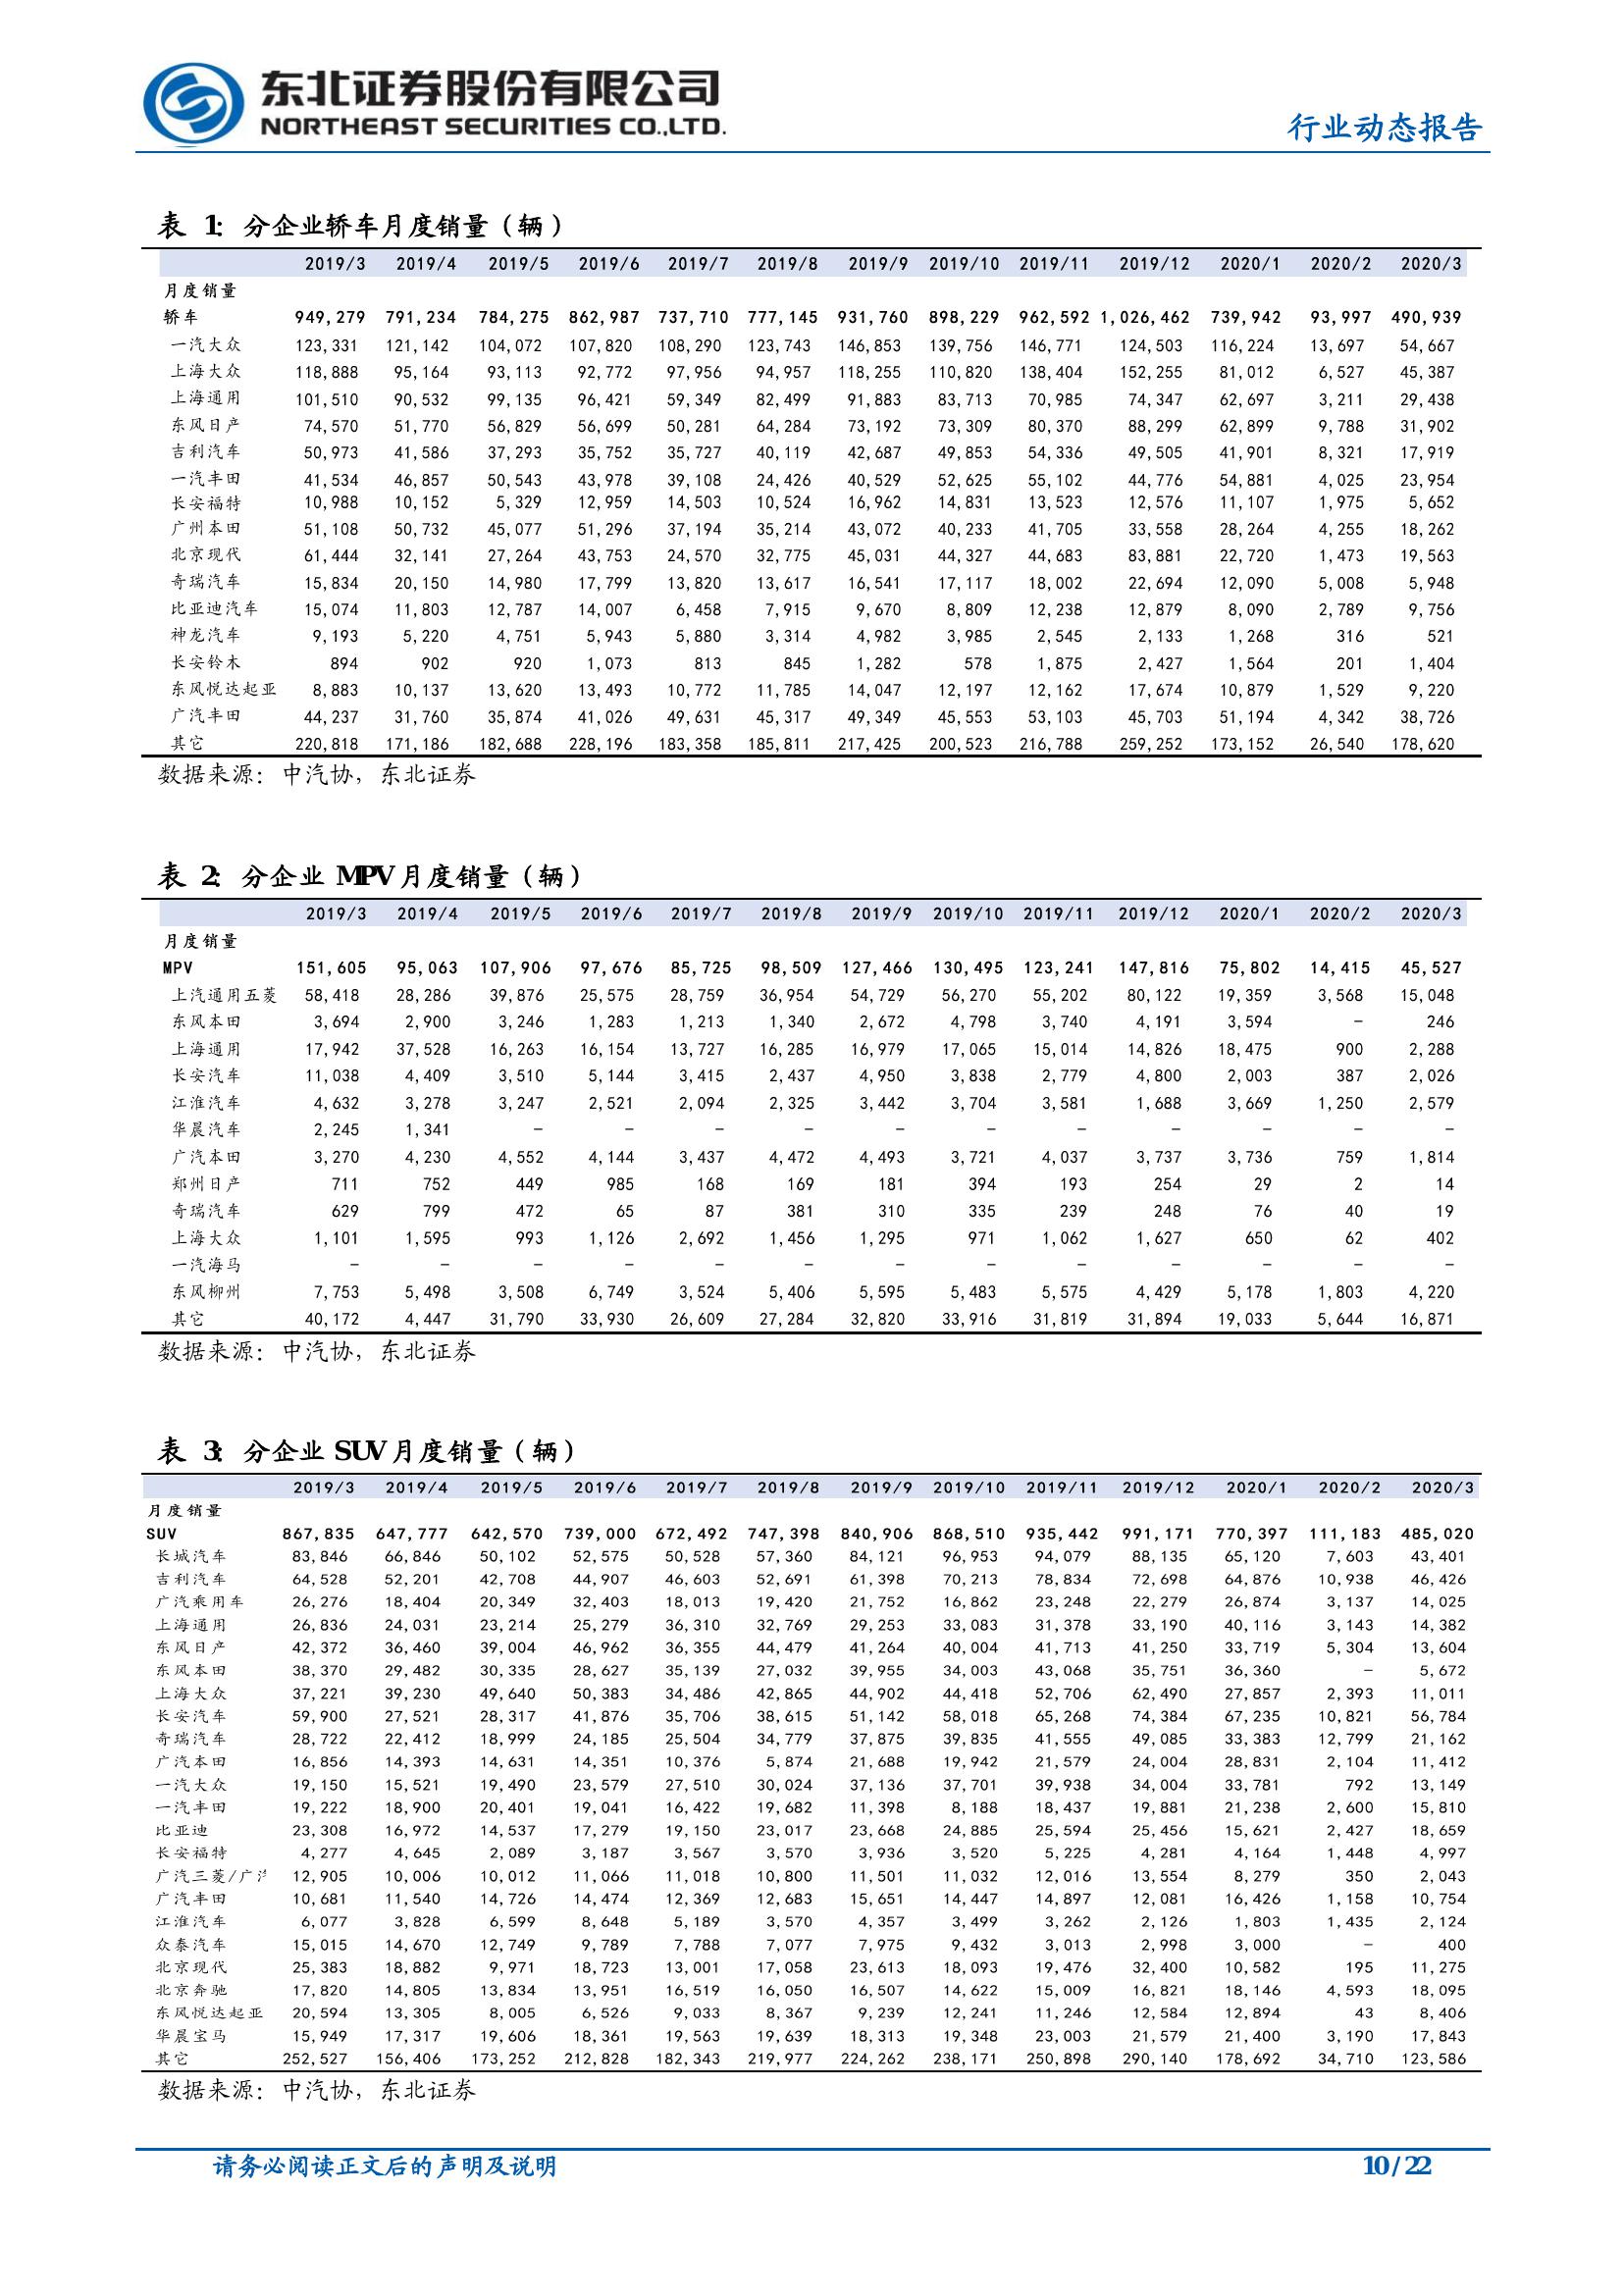 东北证券股份有限公司
NORTHEAST SECURITIES CO.,LTD.
行业动态报告
表 1: 分企业轿车月度销量（辆）
2019/3 2019/4 2019/5 2019/6 2019/7 2019/8 2019/9 2019/10 2019/11 2019/12 2020/1 2020/2 2020/3
月度销量
轿车 949,279 791,234 784,275 862,987 737,710 777,145 931,760 898,229 962,592 1,026,462 739,942 93,997 490,939
一汽大众 123,331 121,142 104,072 107,820 108,290 123,743 146,853 139,756 146,771 124,503 116,224 13,697 54,667
上海大众 118,888 95,164 93,113 92,772 97,956 94,957 118,255 110,820 138,404 152,255 81,012 6,527 45,387
上海通用 101,510 90,532 99,135 96,421 59,349 82,499 91,883 83,713 70,985 74,347 62,697 3,211 29,438
东风日产 74,570 51,770 56,829 56,699 50,281 64,284 73,192 73,309 80,370 88,299 62,899 9,788 31,902
吉利汽车 50,973 41,586 37,293 35,752 35,727 40,119 42,687 49,853 54,336 49,505 41,901 8,321 17,919
一汽丰田 41,534 46,857 50,543 43,978 39,108 24,426 40,529 52,625 55,102 44,776 54,881 4,025 23,954
长安福特 10,988 10,152 5,329 12,959 14,503 10,524 16,962 14,831 13,523 12,576 11,107 1,975 5,652
广州本田 51,108 50,732 45,077 51,296 37,194 35,214 43,072 40,233 41,705 33,558 28,264 4,255 18,262
北京现代 61,444 32,141 27,264 43,753 24,570 32,775 45,031 44,327 44,683 83,881 22,720 1,473 19,563
奇瑞汽车 15,834 20,150 14,980 17,799 13,820 13,617 16,541 17,117 18,002 22,694 12,090 5,008 5,948
比亚迪汽车 15,074 11,803 12,787 14,007 6,458 7,915 9,670 8,809 12,238 12,879 8,090 2,789 9,756
神龙汽车 9,193 5,220 4,751 5,943 5,880 3,314 4,982 3,985 2,545 2,133 1,268 316 521
长安铃木 894 902 920 1,073 813 845 1,282 578 1,875 2,427 1,564 201 1,404
东风悦达起亚 8,883 10,137 13,620 13,493 10,772 11,785 14,047 12,197 12,162 17,674 10,879 1,529 9,220
广汽丰田 44,237 31,760 35,874 41,026 49,631 45,317 49,349 45,553 53,103 45,703 51,194 4,342 38,726
其它 220,818 171,186 182,688 228,196 183,358 185,811 217,425 200,523 216,788 259,252 173,152 26,540 178,620
数据来源：中汽协，东北证券
表 2: 分企业 MPV 月度销量（辆）
2019/3 2019/4 2019/5 2019/6 2019/7 2019/8 2019/9 2019/10 2019/11 2019/12 2020/1 2020/2 2020/3
月度销量
MPV 151,605 95,063 107,906 97,676 85,725 98,509 127,466 130,495 123,241 147,816 75,802 14,415 45,527
上汽通用五菱 58,418 28,286 39,876 25,575 28,759 36,954 54,729 56,270 55,202 80,122 19,359 3,568 15,048
东风本田 3,694 2,900 3,246 1,283 1,213 1,340 2,672 4,798 3,740 4,191 3,594 - 246
上海通用 17,942 37,528 16,263 16,154 13,727 16,285 16,979 17,065 15,014 14,826 18,475 900 2,288
长安汽车 11,038 4,409 3,510 5,144 3,415 2,437 4,950 3,838 2,779 4,800 2,003 387 2,026
江淮汽车 4,632 3,278 3,247 2,521 2,094 2,325 3,442 3,704 3,581 1,688 3,669 1,250 2,579
华晨汽车 2,245 1,341 - - - - - - - - - - -
广汽本田 3,270 4,230 4,552 4,144 3,437 4,472 4,493 3,721 4,037 3,737 3,736 759 1,814
郑州日产 711 752 449 985 168 169 181 394 193 254 29 2 14
奇瑞汽车 629 799 472 65 87 381 310 335 239 248 76 40 19
上海大众 1,101 1,595 993 1,126 2,692 1,456 1,295 971 1,062 1,627 650 62 402
一汽海马 - - - - - - - - - - - - -
东风柳州 7,753 5,498 3,508 6,749 3,524 5,406 5,595 5,483 5,575 4,429 5,178 1,803 4,220
其它 40,172 4,447 31,790 33,930 26,609 27,284 32,820 33,916 31,819 31,894 19,033 5,644 16,871
数据来源：中汽协，东北证券
表 3: 分企业 SUV 月度销量（辆）
2019/3 2019/4 2019/5 2019/6 2019/7 2019/8 2019/9 2019/10 2019/11 2019/12 2020/1 2020/2 2020/3
月度销量
SUV 867,835 647,777 642,570 739,000 672,492 747,398 840,906 868,510 935,442 991,171 770,397 111,183 485,020
长城汽车 83,846 66,846 50,102 52,575 50,528 57,360 84,121 96,953 94,079 88,135 65,120 7,603 43,401
吉利汽车 64,528 52,201 42,708 44,907 46,603 52,691 61,398 70,213 78,834 72,698 64,876 10,938 46,426
广汽乘用车 26,276 18,404 20,349 32,403 18,013 19,420 21,752 16,862 23,248 22,279 26,874 3,137 14,025
上海通用 26,836 24,031 23,214 25,279 36,310 32,769 29,253 33,083 31,378 33,190 40,116 3,143 14,382
东风日产 42,372 36,460 39,004 46,962 36,355 44,479 41,264 40,004 41,713 41,250 33,719 5,304 13,604
东风本田 38,370 29,482 30,335 28,627 35,139 27,032 39,955 34,003 43,068 35,751 36,360 - 5,672
上海大众 37,221 39,230 49,640 50,383 34,486 42,865 44,902 44,418 52,706 62,490 27,857 2,393 11,011
长安汽车 59,900 27,521 28,317 41,876 35,706 38,615 51,142 58,018 65,268 74,384 67,235 10,821 56,784
奇瑞汽车 28,722 22,412 18,999 24,185 25,504 34,779 37,875 39,835 41,555 49,085 33,383 12,799 21,162
广汽本田 16,856 14,393 14,631 14,351 10,376 5,874 21,688 19,942 21,579 24,004 28,831 2,104 11,412
一汽大众 19,150 15,521 19,490 23,579 27,510 30,024 37,136 37,701 39,938 34,004 33,781 792 13,149
一汽丰田 19,222 18,900 20,401 19,041 16,422 19,682 11,398 8,188 18,437 19,881 21,238 2,600 15,810
比亚迪 23,308 16,972 14,537 17,279 19,150 23,017 23,668 24,885 25,594 25,456 15,621 2,427 18,659
长安福特 4,277 4,645 2,089 3,187 3,567 3,570 3,936 3,520 5,225 4,281 4,164 1,448 4,997
广汽三菱/广 12,905 10,006 10,012 11,066 11,018 10,800 11,501 11,032 12,016 13,554 8,279 350 2,043
广汽丰田 10,681 11,540 14,726 14,474 12,369 12,683 15,651 14,447 14,897 12,081 16,426 1,158 10,754
江淮汽车 6,077 3,828 6,599 8,648 5,189 3,570 4,357 3,499 3,262 2,126 1,803 1,435 2,124
众泰汽车 15,015 14,670 12,749 9,789 7,788 7,077 7,975 9,432 3,013 2,998 3,000 - 400
北京现代 25,383 18,882 9,971 18,723 13,001 17,058 23,613 18,093 19,476 32,400 10,582 195 11,275
北京奔驰 17,820 14,805 13,834 13,951 16,519 16,050 16,507 14,622 15,009 16,821 18,146 4,593 18,095
东风悦达起亚 20,594 13,305 8,005 6,526 9,033 8,367 9,239 12,241 11,246 12,584 12,894 43 8,406
华晨宝马 15,949 17,317 19,606 18,361 19,563 19,639 18,313 19,348 23,003 21,579 21,400 3,190 17,843
其它 252,527 156,406 173,252 212,828 182,343 219,977 224,262 238,171 250,898 290,140 178,692 34,710 123,586
数据来源：中汽协，东北证券
请务必阅读正文后的声明及说明
10 / 22